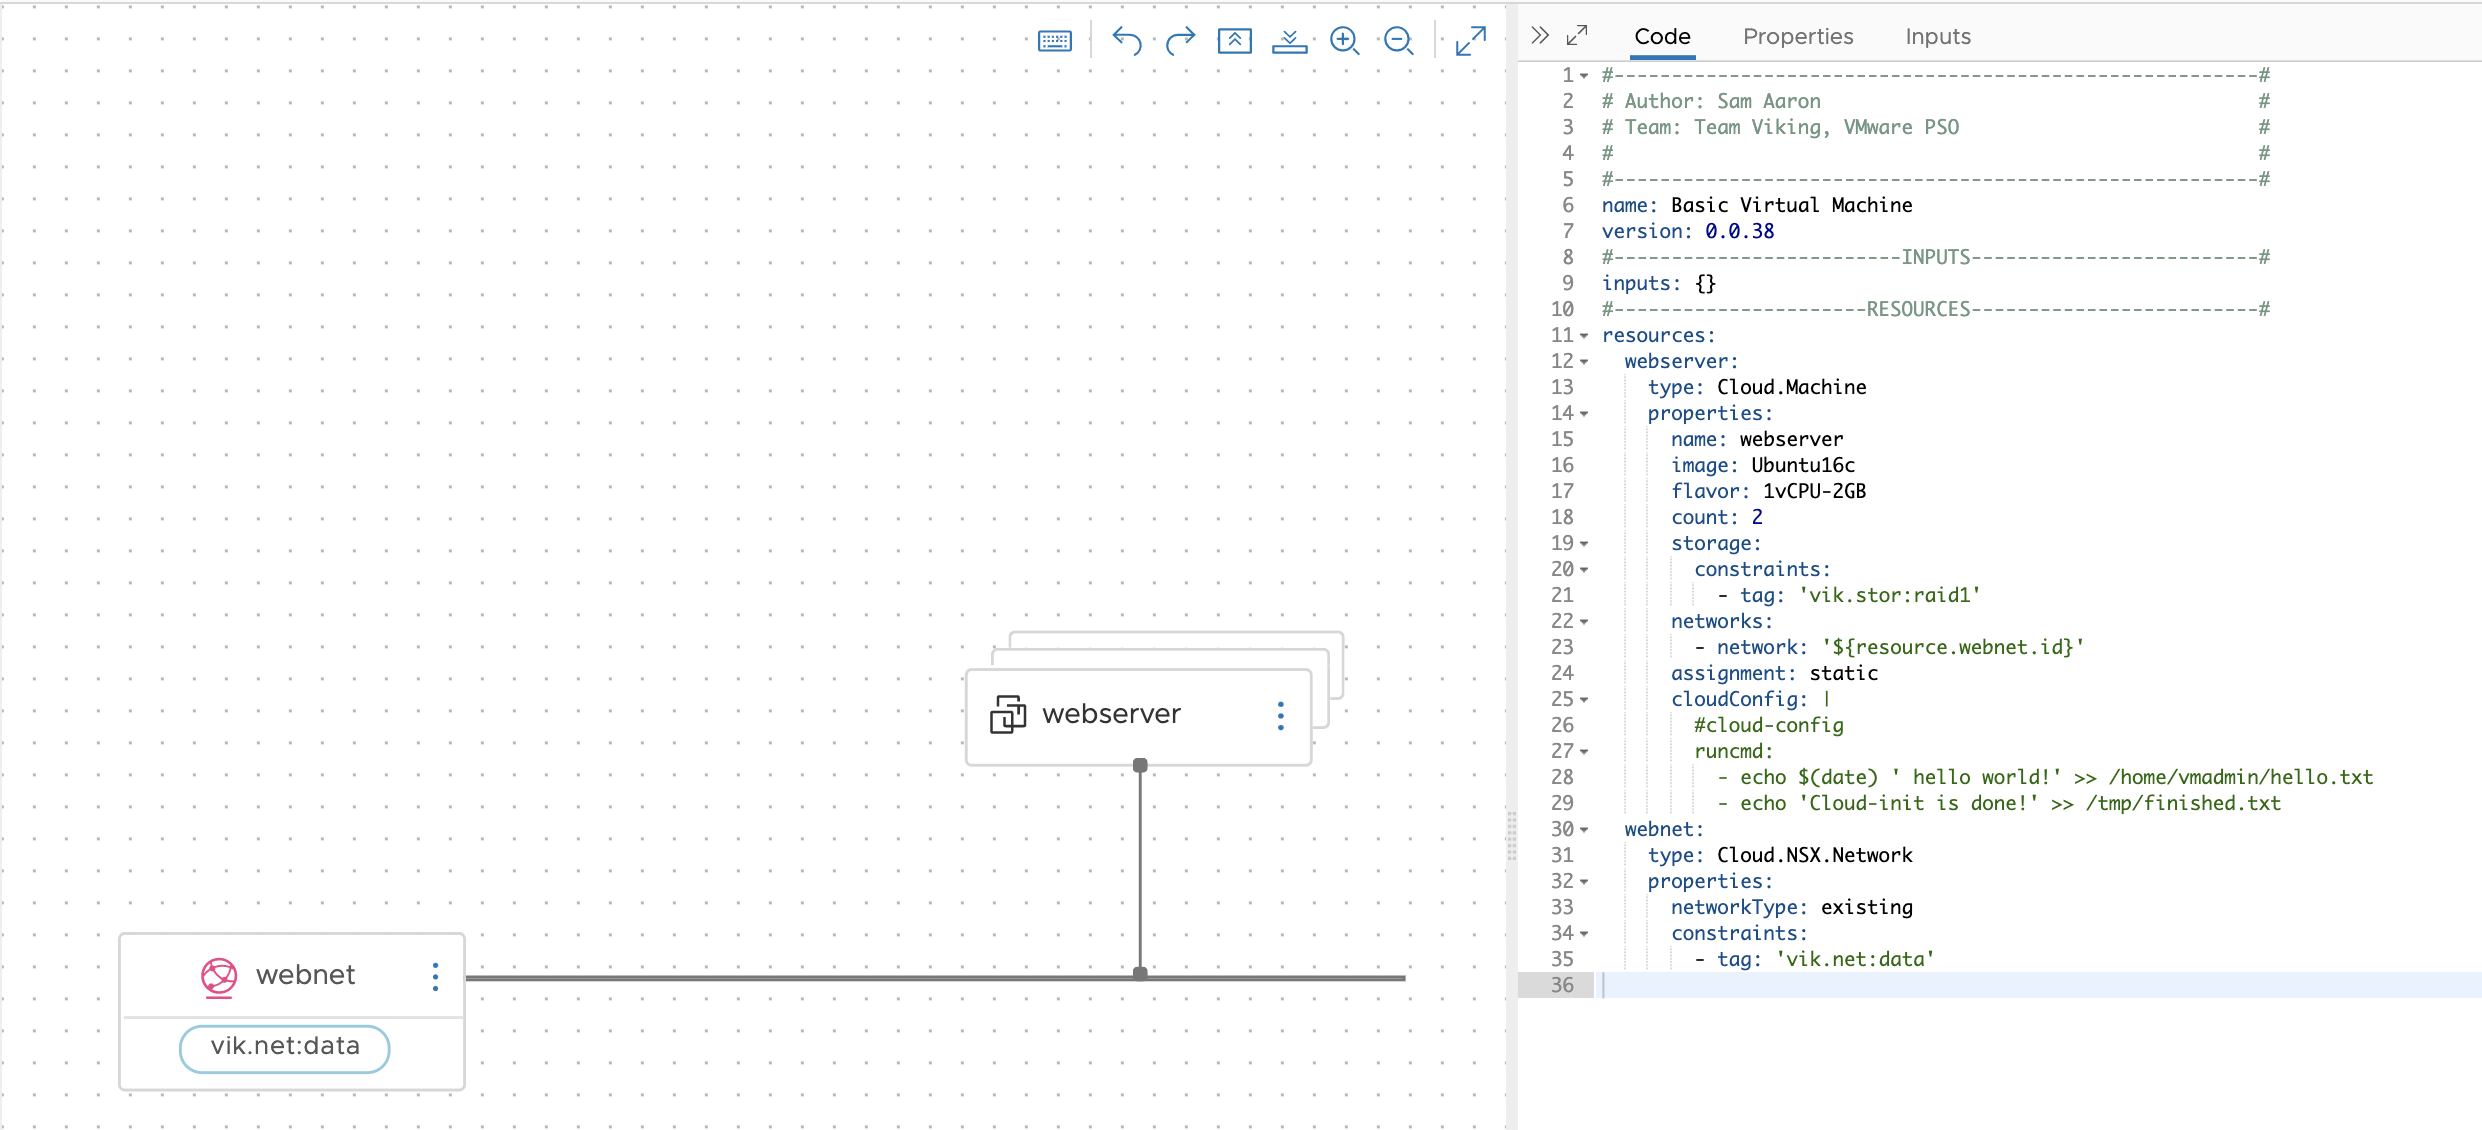 webserver
webnet
vik.net:data
Code Properties Inputs
1 #--------------------------------------------------------#
2 # Author: Sam Aaron #
3 # Team: Team Viking, VMware PSO #
4 # #
5 #--------------------------------------------------------#
6 name: Basic Virtual Machine
7 version: 0.0.38
8 #-------------------------INPUTS-------------------------#
9 inputs: {}
10 #----------------------RESOURCES-------------------------#
11 resources:
12   webserver:
13     type: Cloud.Machine
14     properties:
15       name: webserver
16       image: Ubuntu16c
17       flavor: 1vCPU-2GB
18       count: 2
19       storage:
20         constraints:
21           - tag: 'vik.stor:raid1'
22       networks:
23         - network: '${resource.webnet.id}'
24       assignment: static
25       cloudConfig: |
26         #cloud-config
27         runcmd:
28           - echo $(date) ' hello world!' >> /home/vmadmin/hello.txt
29           - echo 'Cloud-init is done!' >> /tmp/finished.txt
30   webnet:
31     type: Cloud.NSX.Network
32     properties:
33       networkType: existing
34       constraints:
35         - tag: 'vik.net:data'
36